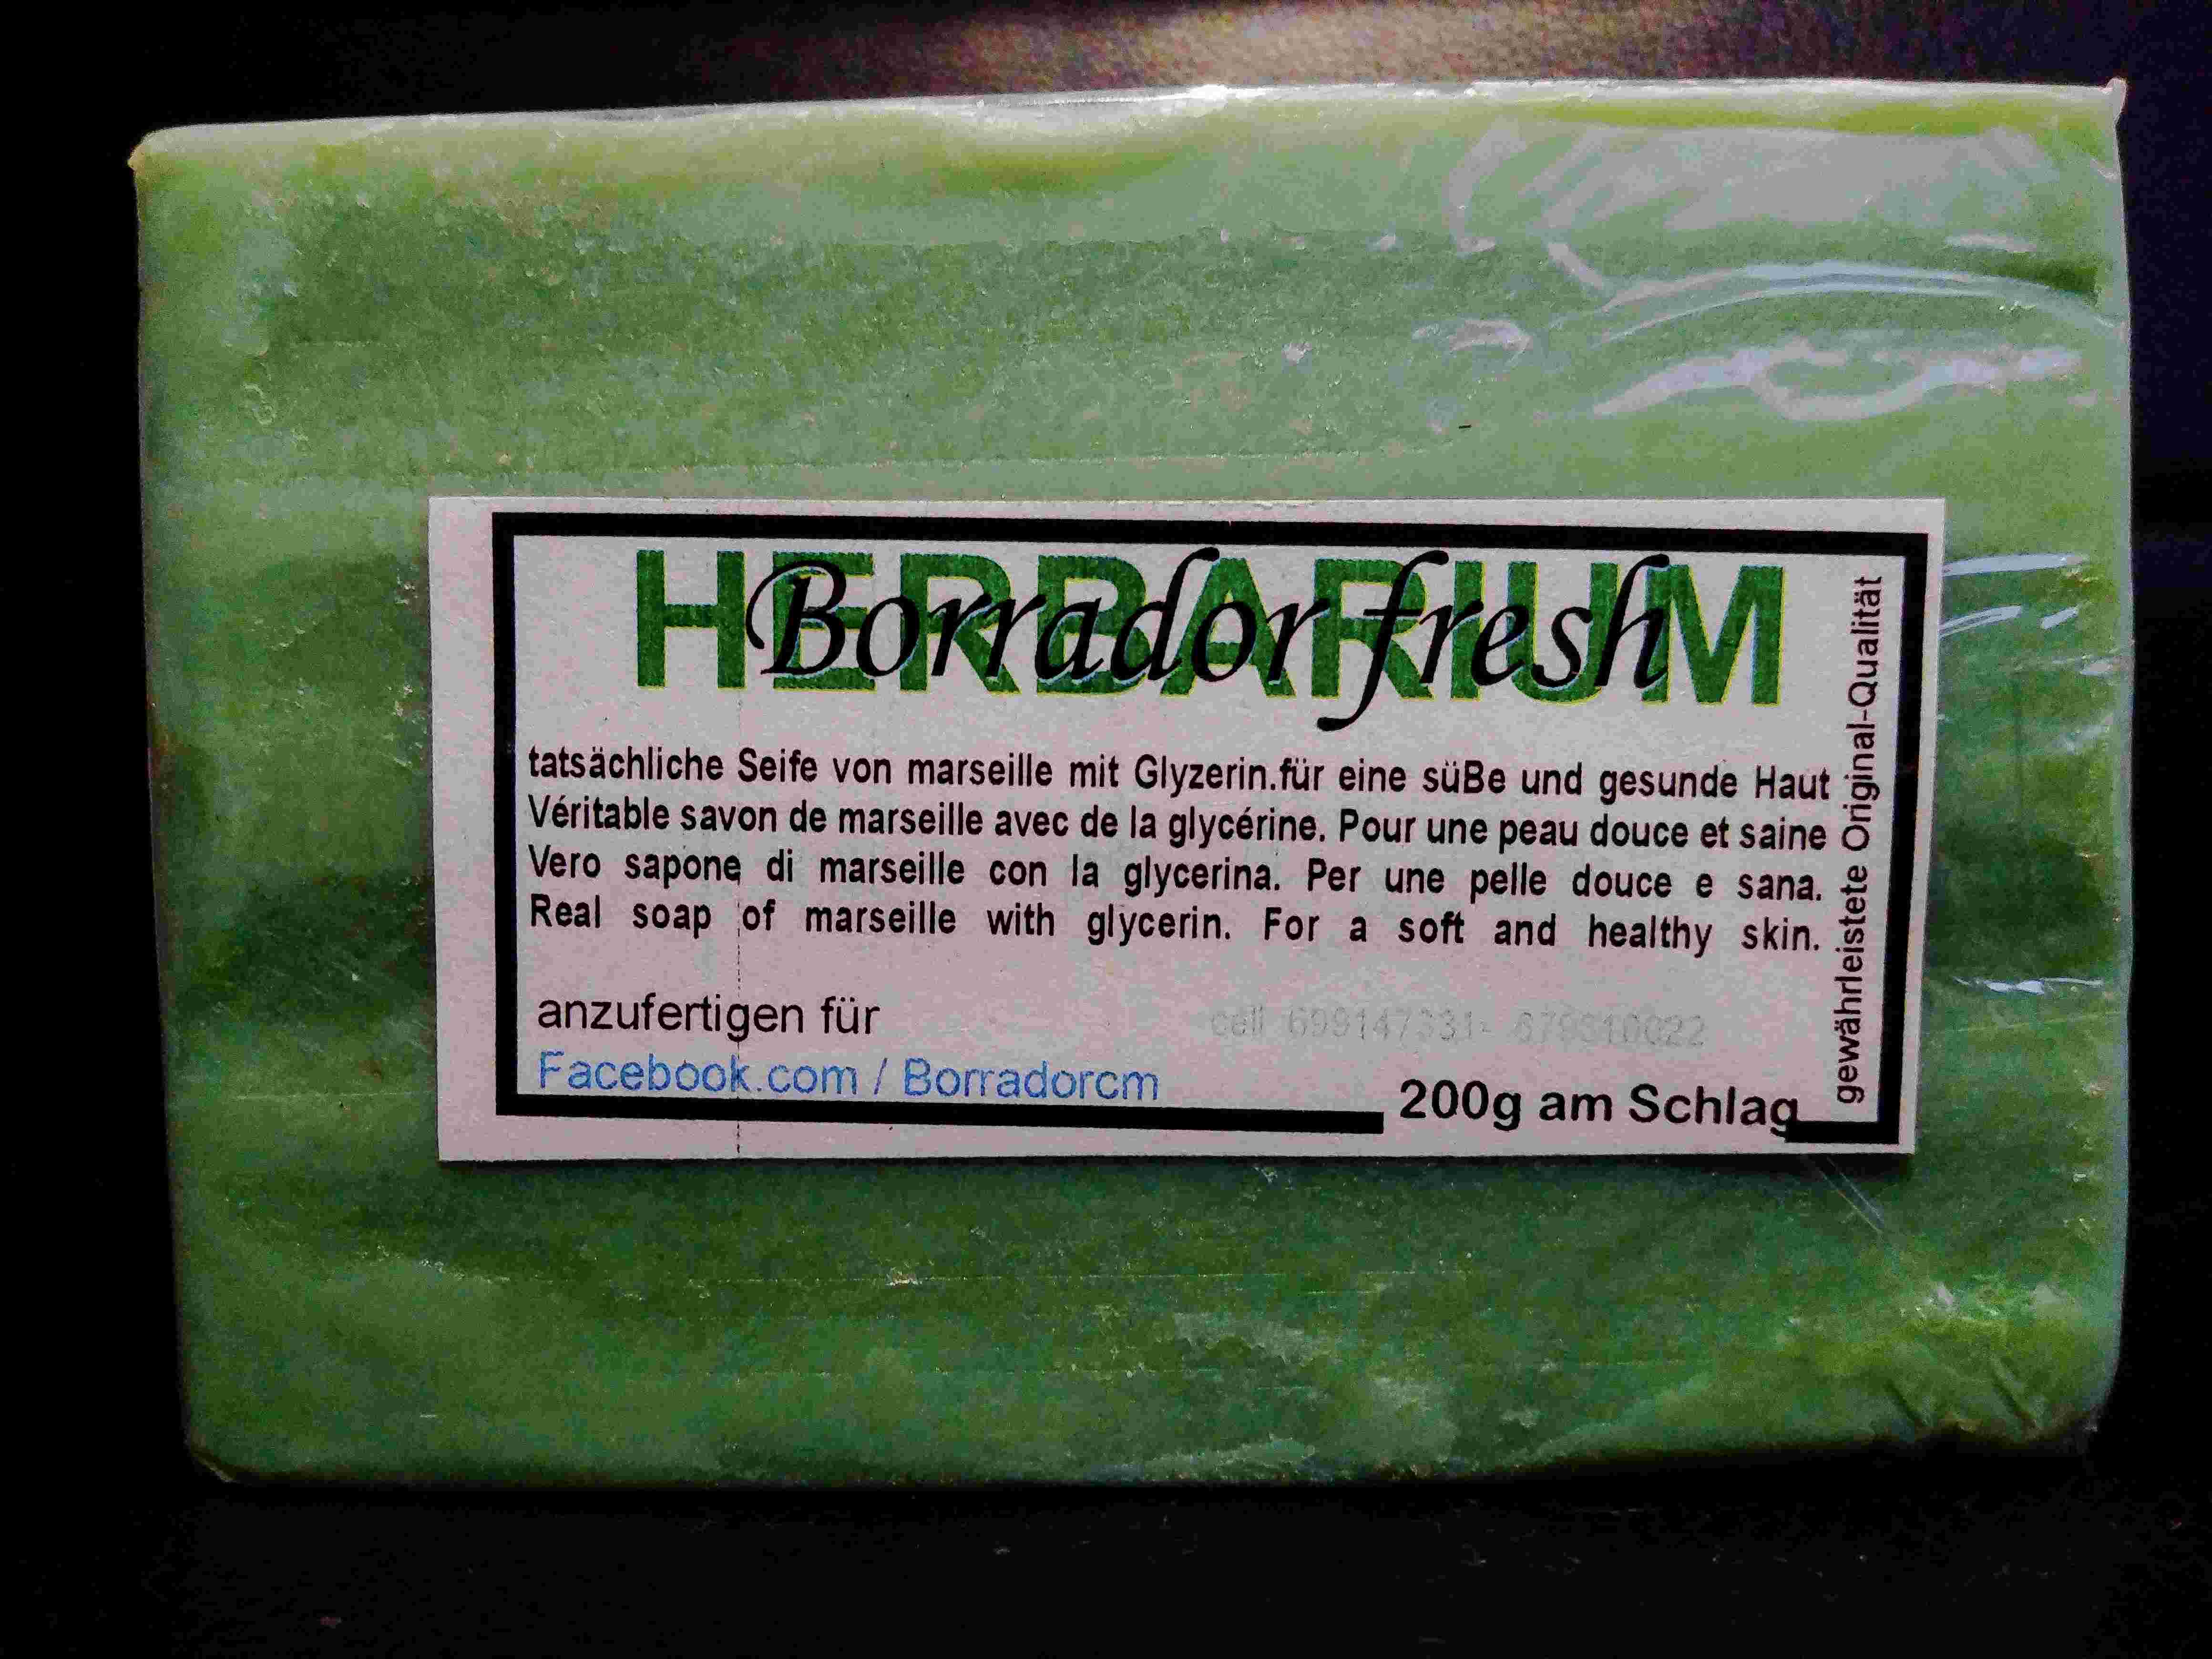 HERBARIUM
Borrador fresh
tatsächliche Seife von marseille mit Glyzerin.für eine süBe und gesunde Haut
Véritable savon de marseille avec de la glycérine. Pour une peau douce et saine
Vero sapone di marseille con la glycerina. Per une pelle douce e sana.
Real soap of marseille with glycerin. For a soft and healthy skin.
anzufertigen für
cell
Facebook.com / Borradorcm
200g am Schlag
gewährleistete Original-Qualität